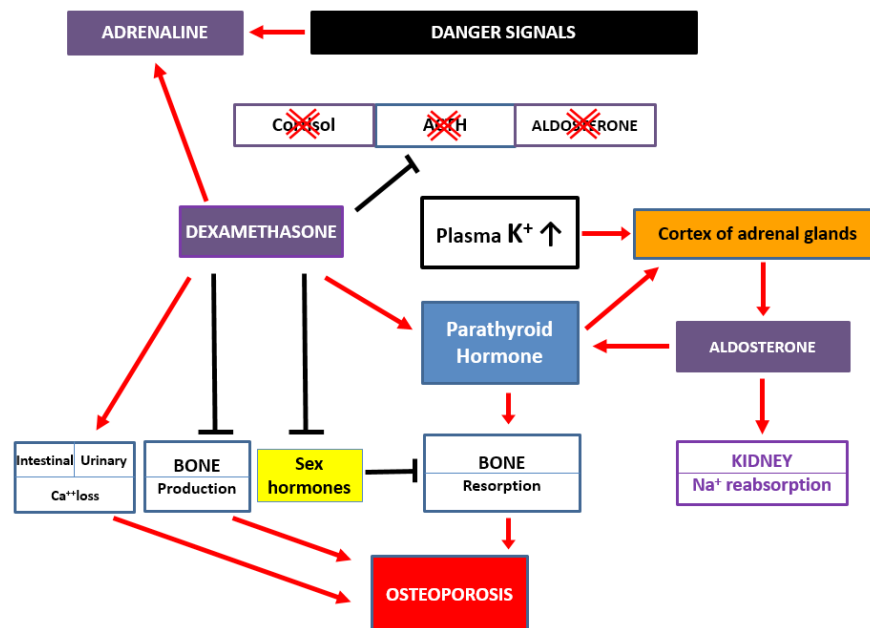 ADRENALINE
DANGER SIGNALS
Cortisol
ACTH
ALDOSTERONE
DEXAMETHASONE
Plasma K⁺ ↑
Cortex of adrenal glands
Parathyroid
Hormone
ALDOSTERONE
Intestinal
Urinary
Ca⁺⁺loss
BONE
Production
Sex
hormones
BONE
Resorption
KIDNEY
Na⁺ reabsorption
OSTEOPOROSIS